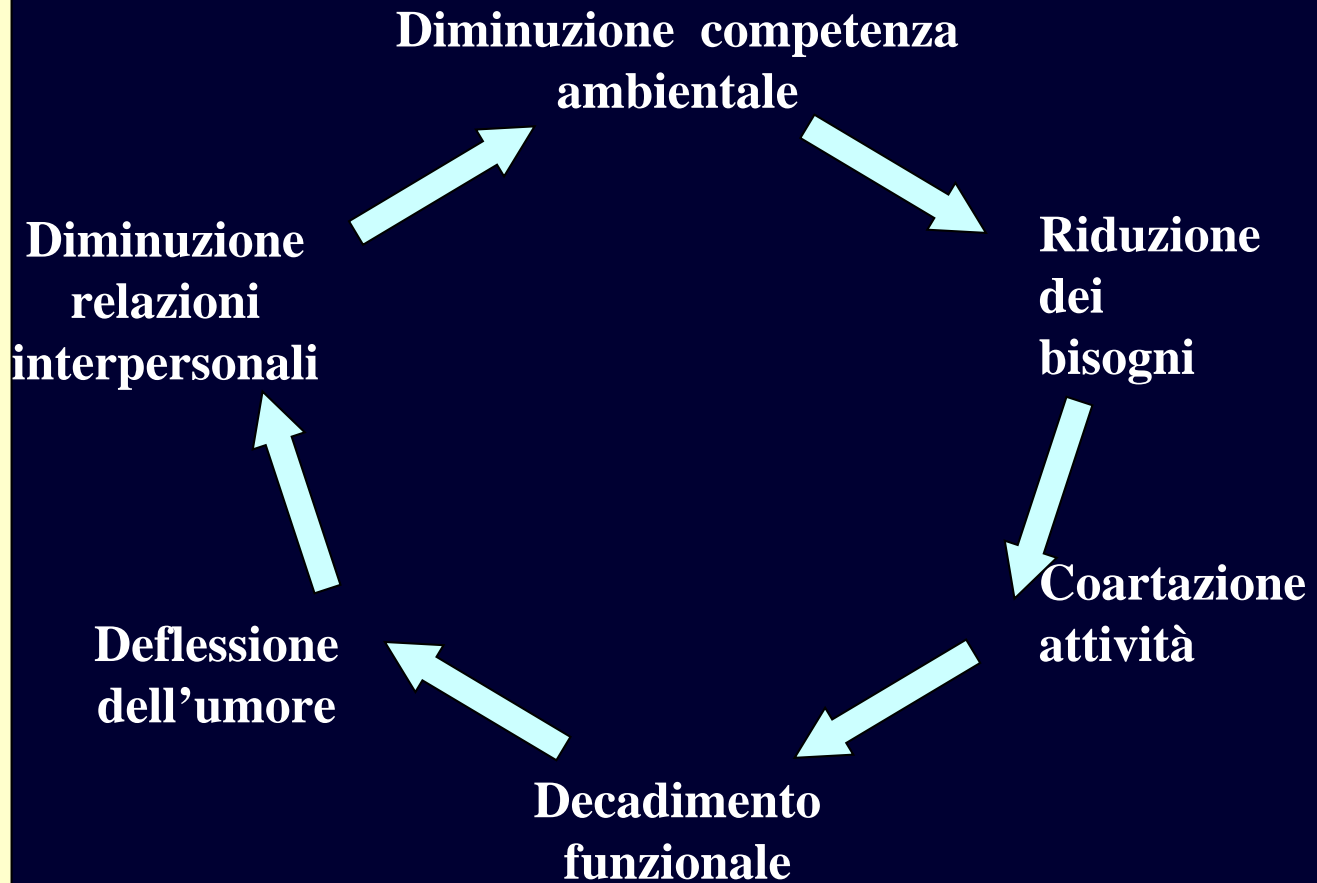 Diminuzione competenza
ambientale
Riduzione
dei
bisogni
Coartazione
attività
Decadimento
funzionale
Deflessione
dell’umore
Diminuzione
relazioni
interpersonali